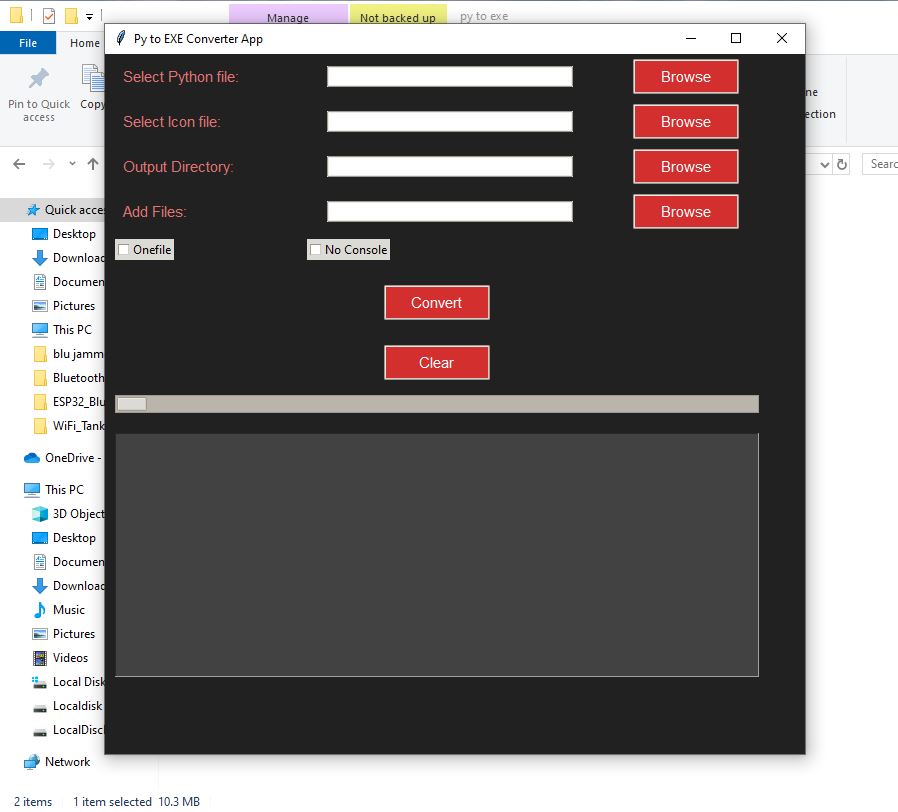 Manage
Not backed up
py to exe
File
Home
Pin to Quick
access
Copy
Py to EXE Converter App
Select Python file:
Browse
Select Icon file:
Browse
Output Directory:
Browse
Add Files:
Browse
Onefile
No Console
Convert
Clear
Quick acce
Desktop
Downloac
Documen
Pictures
This PC
blu jamm
Bluetooth
ESP32_Blu
WiFi_Tank
OneDrive -
This PC
3D Object
Desktop
Documen
Downloac
Music
Pictures
Videos
Local Disk
Localdisk
LocalDiscl
Network
ne
ection
Searc
2 items
1 item selected 10.3 MB